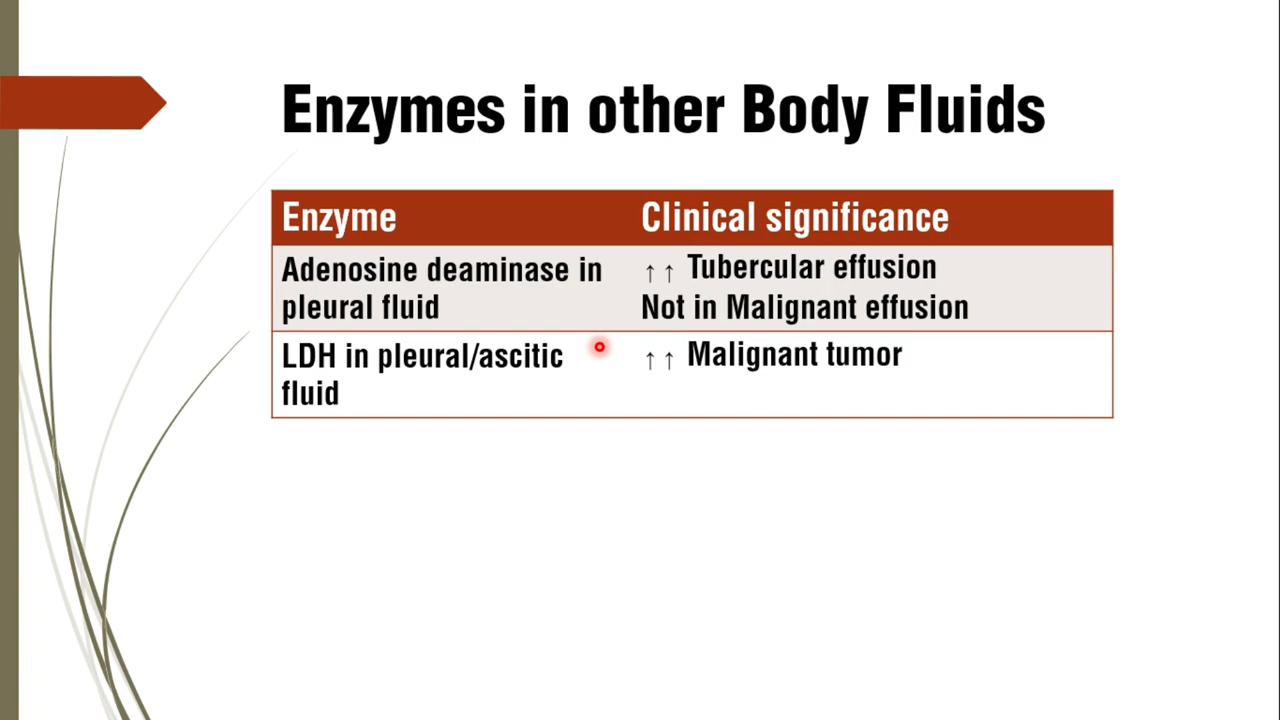 Enzymes in other Body Fluids
Enzyme
Clinical significance
Adenosine deaminase in
pleural fluid
↑ ↑ Tubercular effusion
Not in Malignant effusion
LDH in pleural/ascitic
fluid
↑ ↑ Malignant tumor